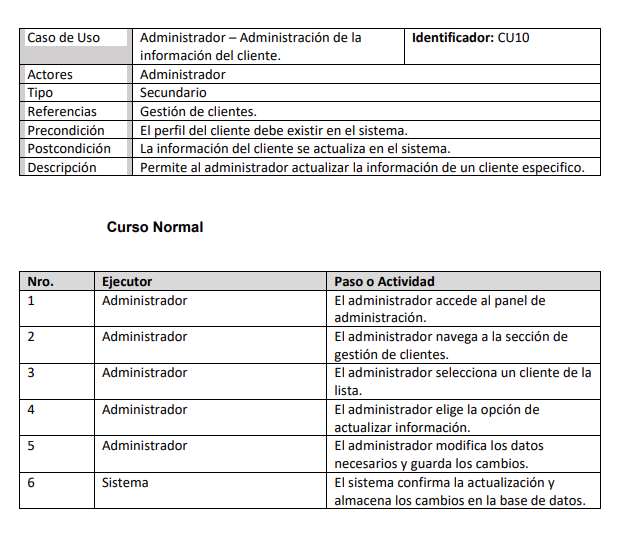 Caso de Uso Administrador – Administración de la Identificador: CU10
información del cliente.
Actores Administrador
Tipo Secundario
Referencias Gestión de clientes.
Precondición El perfil del cliente debe existir en el sistema.
Postcondición La información del cliente se actualiza en el sistema.
Descripción Permite al administrador actualizar la información de un cliente especifico.
Curso Normal
Nro. Ejecutor Paso o Actividad
1 Administrador El administrador accede al panel de
administración.
2 Administrador El administrador navega a la sección de
gestión de clientes.
3 Administrador El administrador selecciona un cliente de la
lista.
4 Administrador El administrador elige la opción de
actualizar información.
5 Administrador El administrador modifica los datos
necesarios y guarda los cambios.
6 Sistema El sistema confirma la actualización y
almacena los cambios en la base de datos.